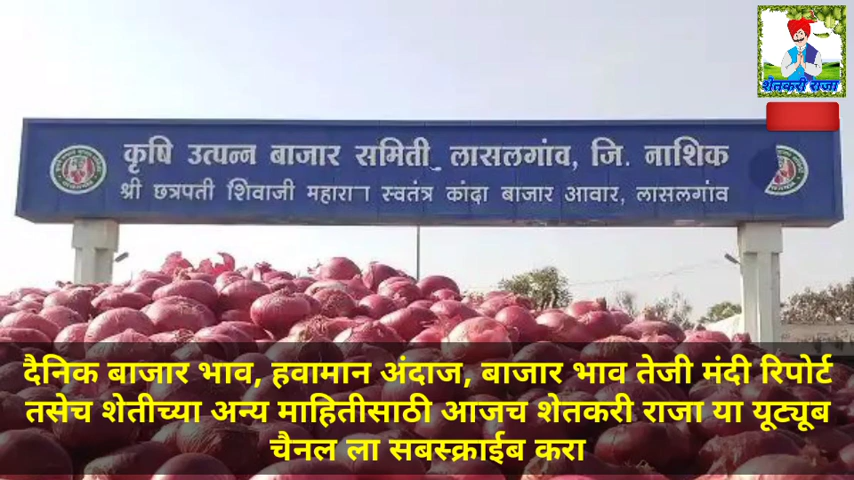 शेतकरी राजा
कृषि उत्पन्न बाजार समिती, लासलगांव, जि. नाशिक
श्री छत्रपती शिवाजी स्वतंत्र कांदा बाजार आवार, लासलगांव
दैनिक बाजार भाव, हवामान अंदाज, बाजार भाव तेजी मंदी रिपोर्ट
तसेच शेतीच्या अन्य माहितीसाठी आजच शेतकरी राजा या यूट्यूब
चैनल ला सबस्क्राईब करा